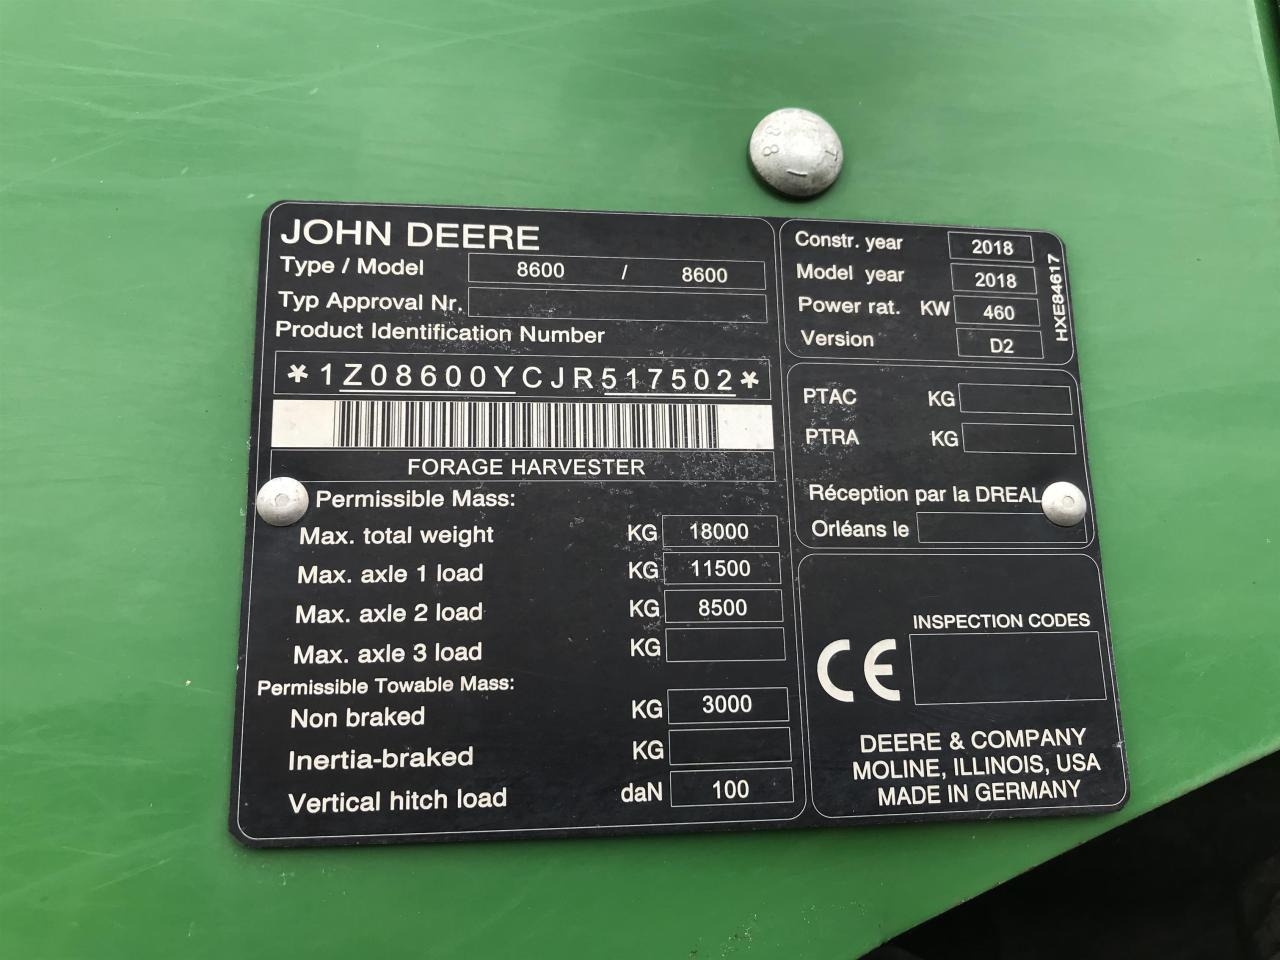 JOHN DEERE
Type / Model 8600 / 8600
Typ Approval Nr.
Product Identification Number
*1Z08600YCJR517502*
FORAGE HARVESTER
Permissible Mass:
Max. total weight KG 18000
Max. axle 1 load KG 11500
Max. axle 2 load KG 8500
Max. axle 3 load KG
Permissible Towable Mass:
Non braked KG 3000
Inertia-braked KG
Vertical hitch load daN 100
Constr. year 2018
Model year 2018
Power rat. KW 460
Version D2
HXE84617
PTAC KG
PTRA KG
Réception par la DREAL
Orléans le
INSPECTION CODES
CE
DEERE & COMPANY
MOLINE, ILLINOIS, USA
MADE IN GERMANY